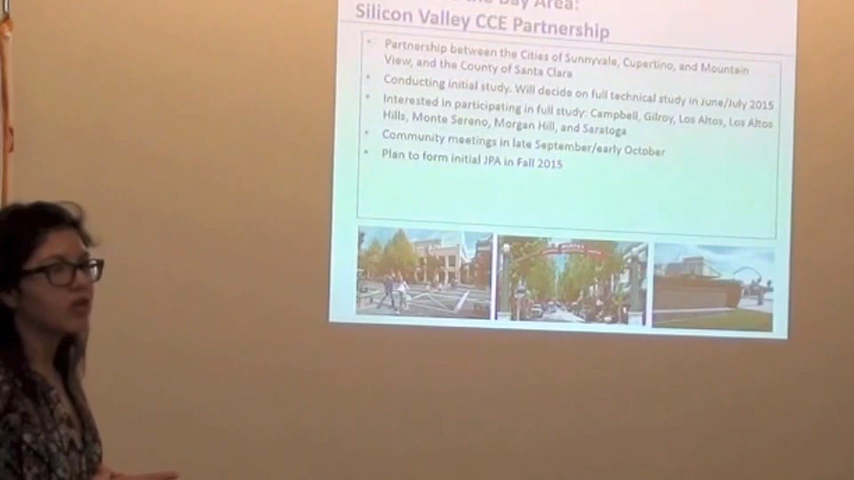 the Bay Area:
Silicon Valley CCE Partnership
• Partnership between the Cities of Sunnyvale, Cupertino, and Mountain
View, and the County of Santa Clara
• Conducting initial study. Will decide on full technical study in June/July 2015
• Interested in participating in full study: Campbell, Gilroy, Los Altos, Los Altos
Hills, Monte Sereno, Morgan Hill, and Saratoga
• Community meetings in late September/early October
• Plan to form initial JPA in Fall 2015